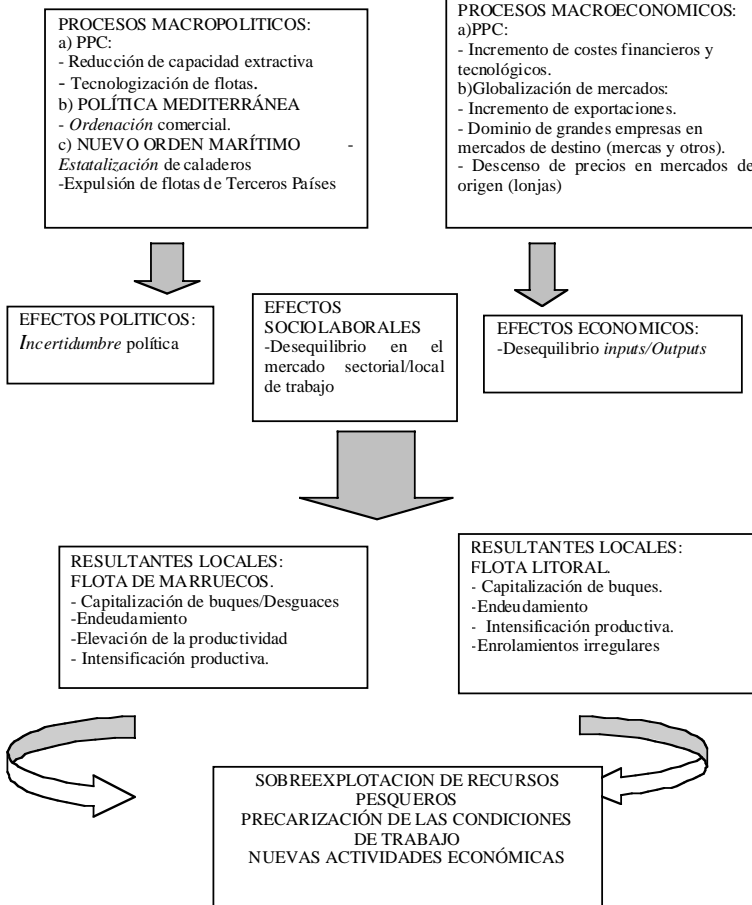 PROCESOS MACROPOLITICOS:
a) PPC:
- Reducción de capacidad extractiva
- Tecnologización de flotas.
b) POLÍTICA MEDITERRÁNEA
- Ordenación comercial.
c) NUEVO ORDEN MARÍTIMO -
Estatalización de caladeros
-Expulsión de flotas de Terceros Países
PROCESOS MACROECONOMICOS:
a)PPC:
- Incremento de costes financieros y
tecnológicos.
b)Globalización de mercados:
- Incremento de exportaciones.
- Dominio de grandes empresas en
mercados de destino (mercas y otros).
- Descenso de precios en mercados de
origen (lonjas)
EFECTOS POLITICOS:
Incertidumbre política
EFECTOS
SOCIOLABORALES
-Desequilibrio en el
mercado sectorial/local
de trabajo
EFECTOS ECONOMICOS:
-Desequilibrio inputs/Outputs
RESULTANTES LOCALES:
FLOTA DE MARRUECOS.
- Capitalización de buques/Desguaces
-Endeudamiento
-Elevación de la productividad
- Intensificación productiva.
RESULTANTES LOCALES:
FLOTA LITORAL.
- Capitalización de buques.
-Endeudamiento
- Intensificación productiva.
-Enrolamientos irregulares
SOBREEXPLOTACION DE RECURSOS
PESQUEROS
PRECARIZACIÓN DE LAS CONDICIONES
DE TRABAJO
NUEVAS ACTIVIDADES ECONÓMICAS